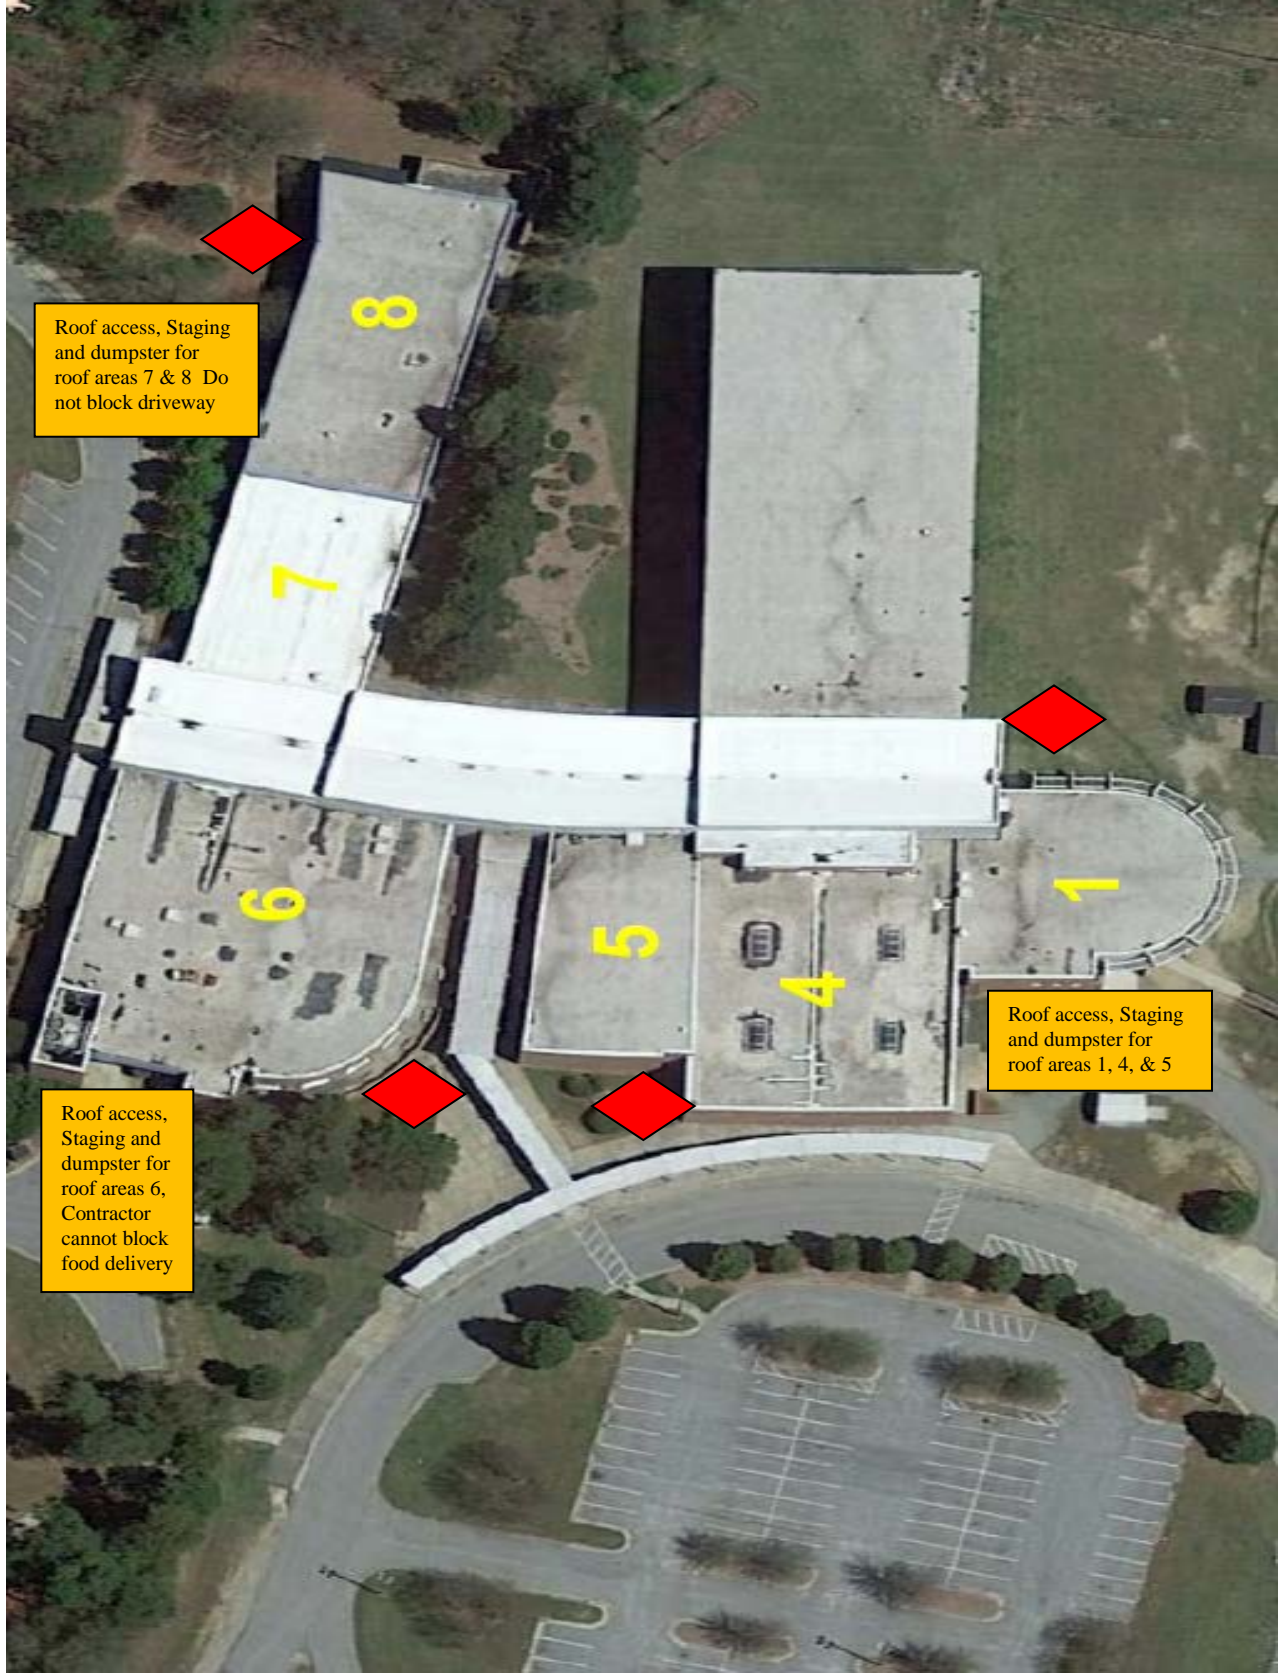 8
Roof access, Staging
and dumpster for
roof areas 7 & 8 Do
not block driveway
7
6
5
1
4
Roof access, Staging
and dumpster for
roof areas 1, 4, & 5
Roof access,
Staging and
dumpster for
roof areas 6,
Contractor
cannot block
food delivery